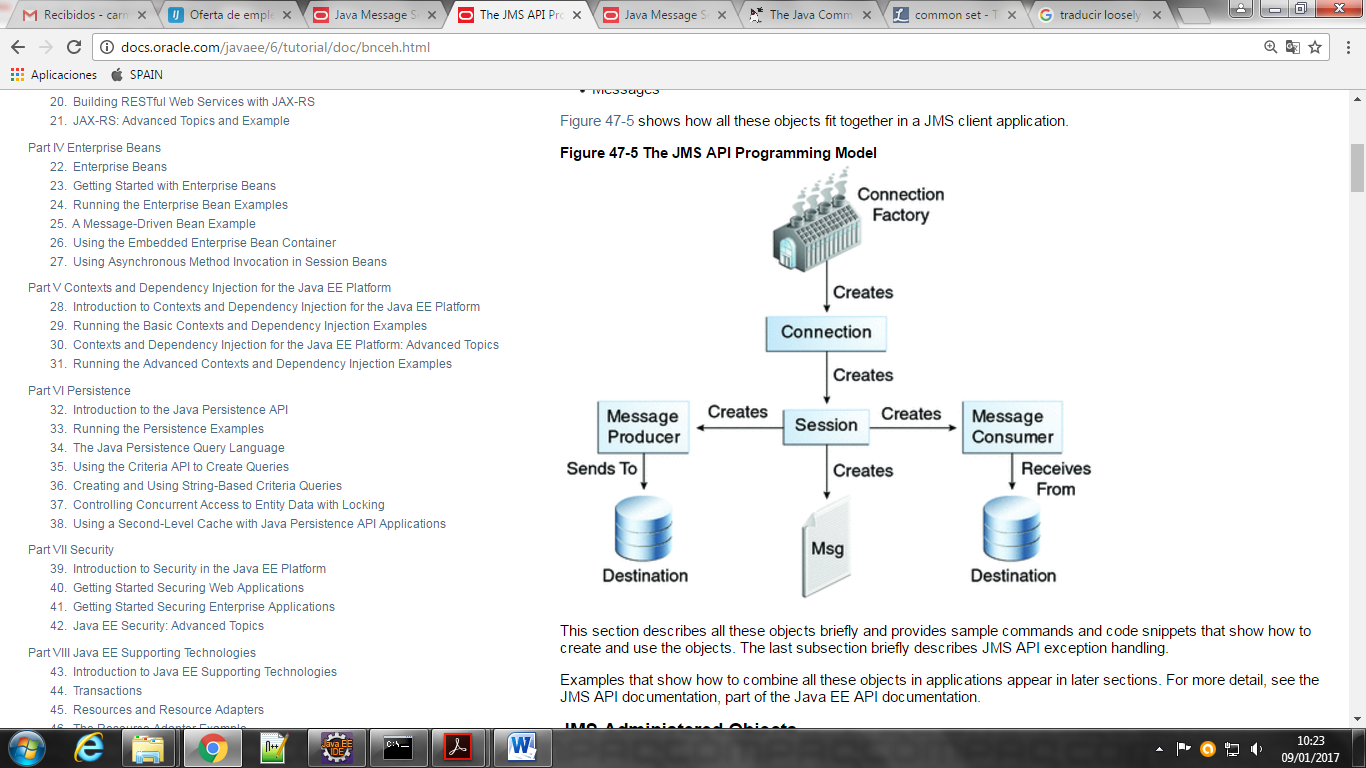 Recibidos - carm
Oferta de emple
Java Message Se
The JMS API Pro
Java Message Se
The Java Comm
common set - T
traducir loosely
docs.oracle.com/javaee/6/tutorial/doc/bnceh.html
Aplicaciones
SPAIN
20. Building RESTful Web Services with JAX-RS
21. JAX-RS: Advanced Topics and Example
Part IV Enterprise Beans
22. Enterprise Beans
23. Getting Started with Enterprise Beans
24. Running the Enterprise Bean Examples
25. A Message-Driven Bean Example
26. Using the Embedded Enterprise Bean Container
27. Using Asynchronous Method Invocation in Session Beans
Part V Contexts and Dependency Injection for the Java EE Platform
28. Introduction to Contexts and Dependency Injection for the Java EE Platform
29. Running the Basic Contexts and Dependency Injection Examples
30. Contexts and Dependency Injection for the Java EE Platform: Advanced Topics
31. Running the Advanced Contexts and Dependency Injection Examples
Part VI Persistence
32. Introduction to the Java Persistence API
33. Running the Persistence Examples
34. The Java Persistence Query Language
35. Using the Criteria API to Create Queries
36. Creating and Using String-Based Criteria Queries
37. Controlling Concurrent Access to Entity Data with Locking
38. Using a Second-Level Cache with Java Persistence API Applications
Part VII Security
39. Introduction to Security in the Java EE Platform
40. Getting Started Securing Web Applications
41. Getting Started Securing Enterprise Applications
42. Java EE Security: Advanced Topics
Part VIII Java EE Supporting Technologies
43. Introduction to Java EE Supporting Technologies
44. Transactions
45. Resources and Resource Adapters
46. The Resource Adapter Example
• Messages
Figure 47-5 shows how all these objects fit together in a JMS client application.
Figure 47-5 The JMS API Programming Model
Connection
Factory
Creates
Connection
Creates
Message
Producer
Creates
Session
Creates
Message
Consumer
Sends To
Creates
Receives
From
Msg
Destination
Destination
This section describes all these objects briefly and provides sample commands and code snippets that show how to
create and use the objects. The last subsection briefly describes JMS API exception handling.
Examples that show how to combine all these objects in applications appear in later sections. For more detail, see the
JMS API documentation, part of the Java EE API documentation.
JMS Administered Objects
Java EE
IDE
C:\_
10:23
09/01/2017